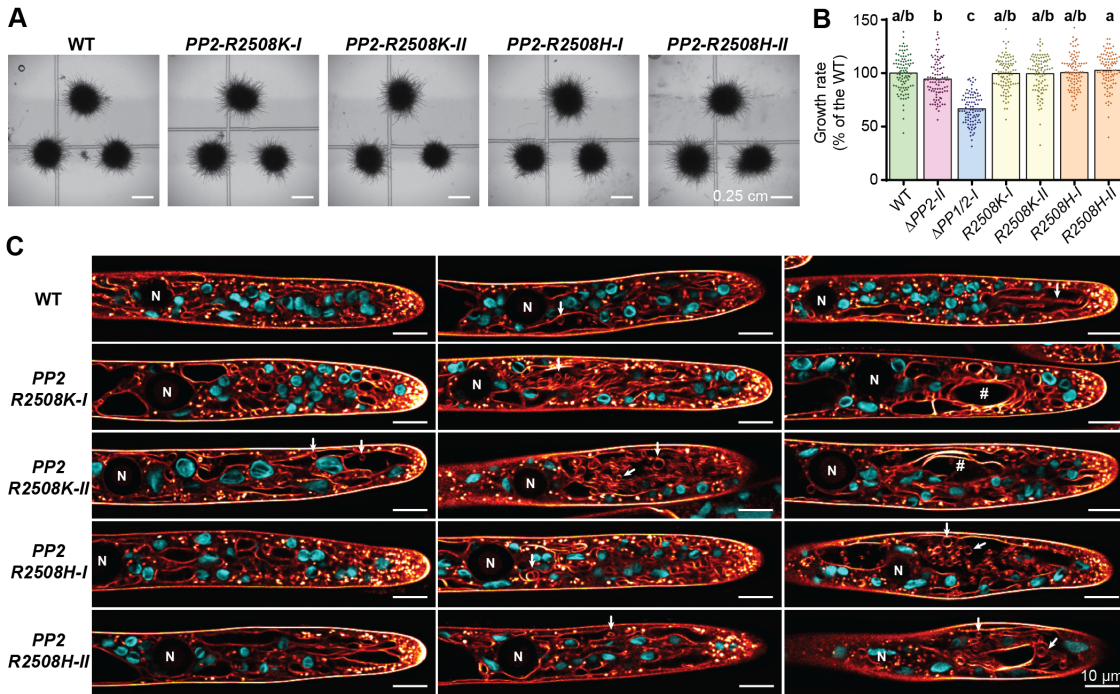 A
WT
PP2-R2508K-I
PP2-R2508K-II
PP2-R2508H-I
PP2-R2508H-II
0.25 cm
B
a/b b c a/b a/b a/b a
Growth rate
(% of the WT)
150
100
50
0
WT
ΔPP2-II
ΔPP1/2-I
R2508K-I
R2508K-II
R2508H-I
R2508H-II
C
WT
N
N
N
PP2
R2508K-I
N
N
N
#
PP2
R2508K-II
N
N
N
#
PP2
R2508H-I
N
N
N
PP2
R2508H-II
N
N
N
10 µm